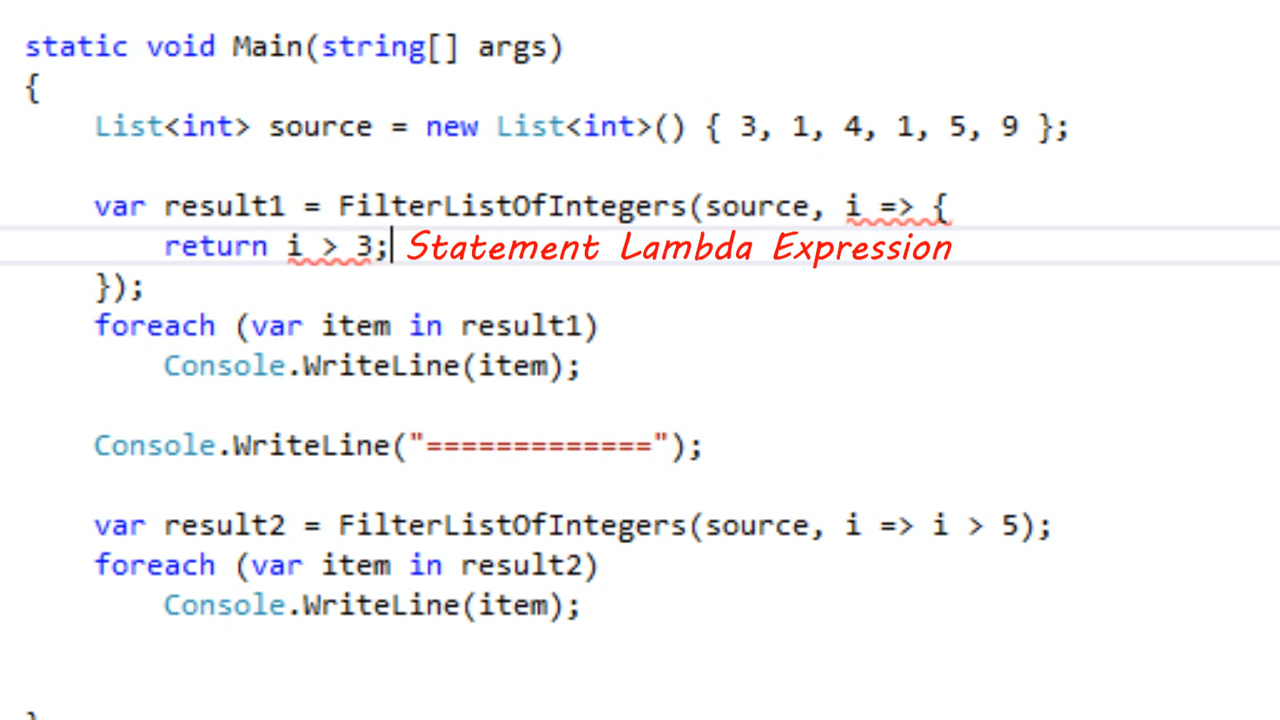 static void Main(string[] args)
{
    List<int> source = new List<int>() { 3, 1, 4, 1, 5, 9 };

    var result1 = FilterListOfIntegers(source, i => {
        return i > 3; Statement Lambda Expression
    });
    foreach (var item in result1)
        Console.WriteLine(item);

    Console.WriteLine("=============");

    var result2 = FilterListOfIntegers(source, i => i > 5);
    foreach (var item in result2)
        Console.WriteLine(item);

}